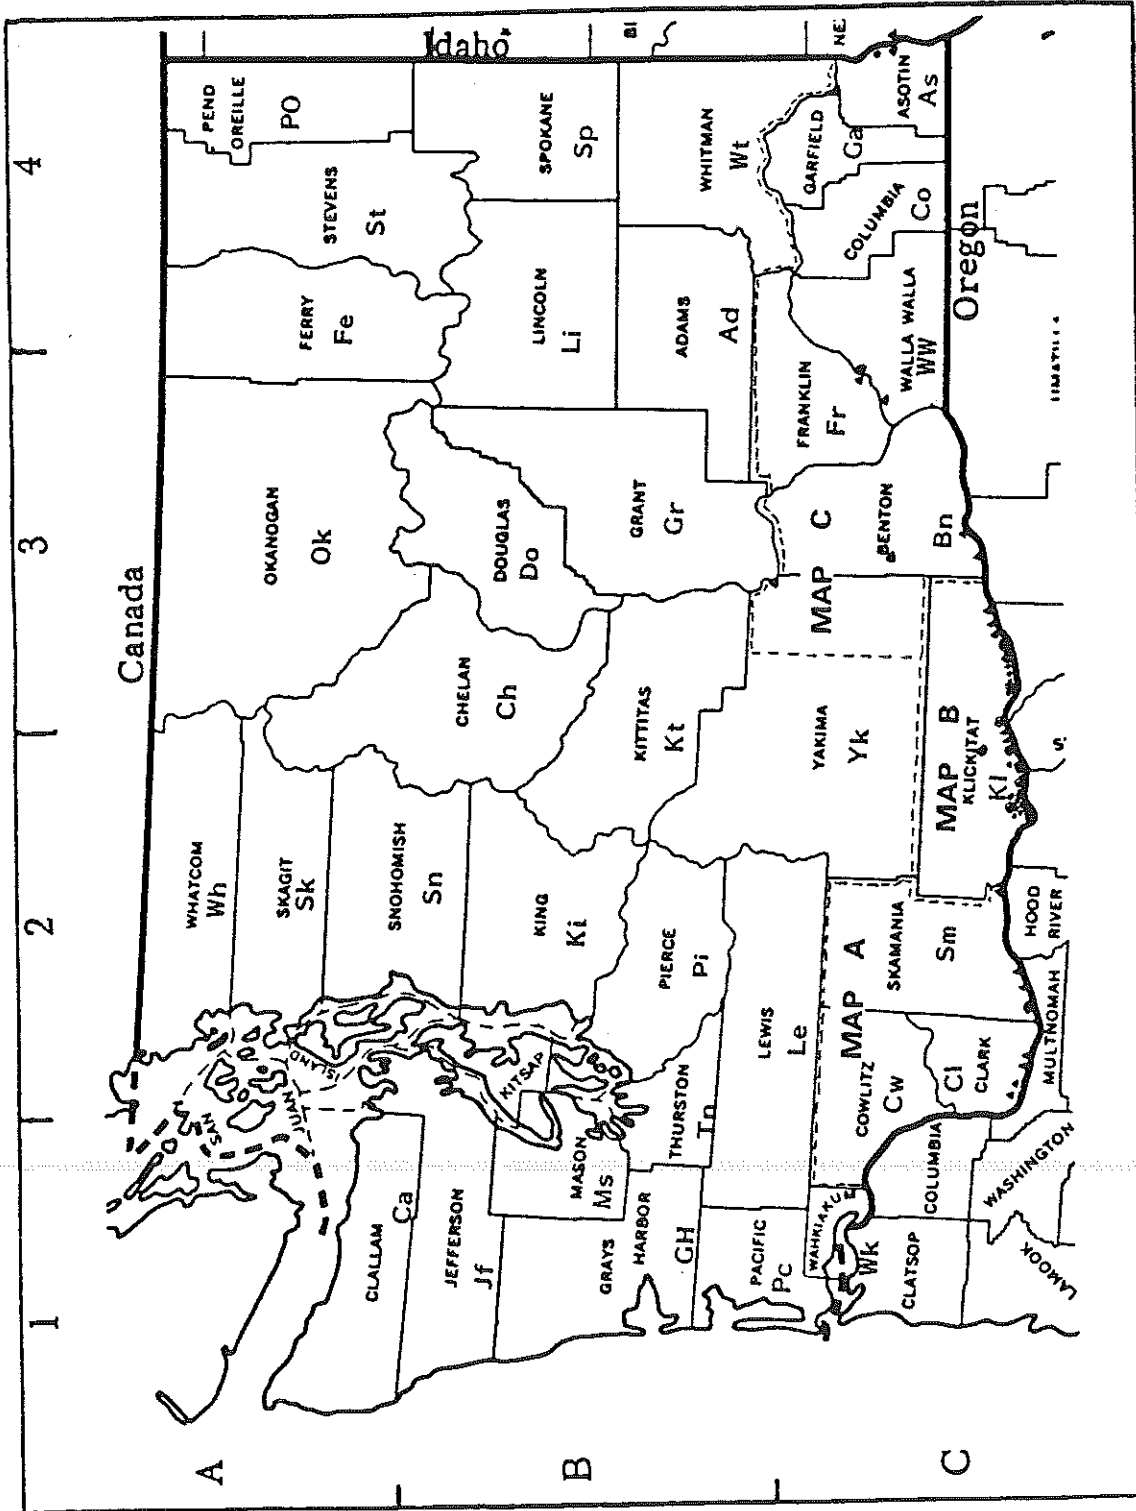 1
2
3
4
A
B
C
Canada
Idaho
Oregon
WHATCOM
Wh
SKAGIT
Sk
SNOHOMISH
Sn
KING
Ki
PIERCE
Pi
LEWIS
Le
MAP A
SKAMANIA
Sm
COWLITZ
Cw
Cl
CLARK
SAN
JUAN
ISLAND
KITSAP
CLALLAM
Ca
JEFFERSON
Jf
MASON
Ms
GRAYS
HARBOR
GH
THURSTON
Tn
PACIFIC
Pc
WAHKIAKUM
Wk
OKANOGAN
Ok
CHELAN
Ch
DOUGLAS
Do
KITTITAS
Kt
GRANT
Gr
YAKIMA
Yk
MAP C
BENTON
Bn
MAP B
KLICKITAT
Kl
FERRY
Fe
STEVENS
St
PEND
OREILLE
PO
LINCOLN
Li
SPOKANE
Sp
ADAMS
Ad
WHITMAN
Wt
FRANKLIN
Fr
WALLA WALLA
WW
COLUMBIA
Co
GARFIELD
Ga
ASOTIN
As
CLATSOP
COLUMBIA
WASHINGTON
LAMOOK
MULTNOMAH
HOOD
RIVER
S
BI
NE